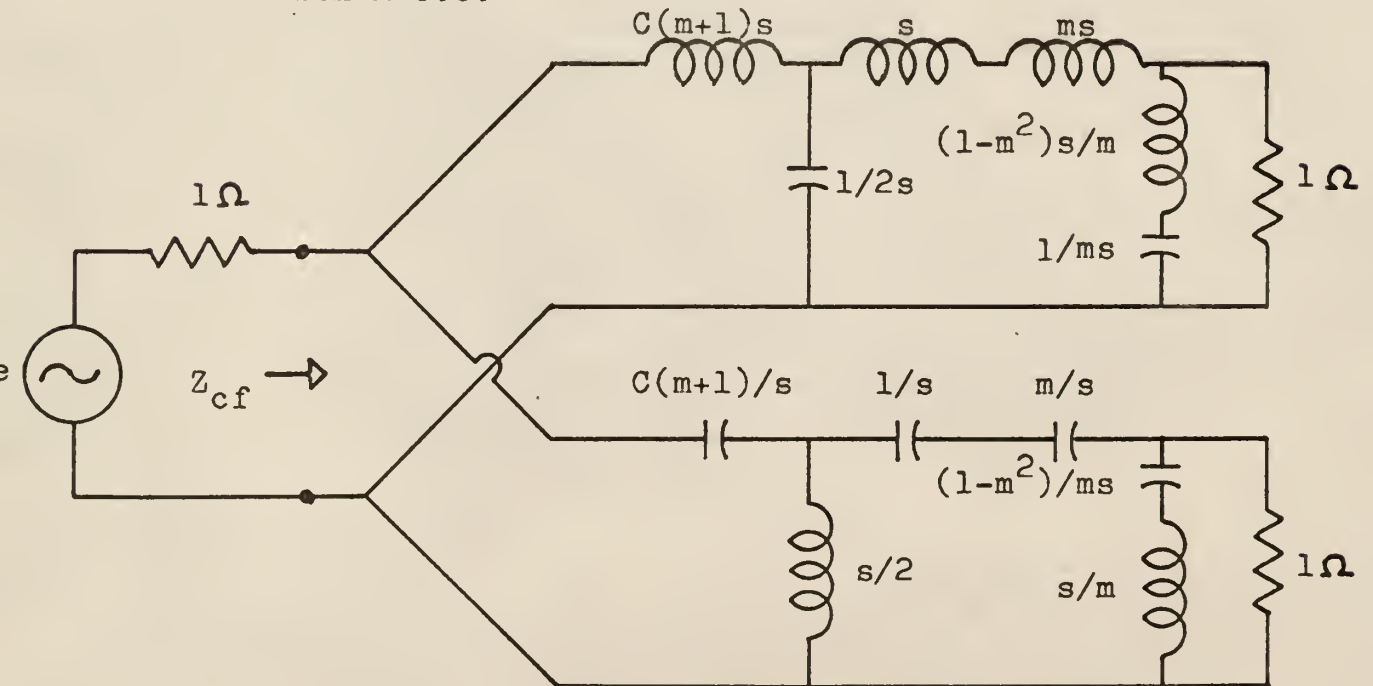 C(m+1)s
s
ms
(1-m²)s/m
1/2s
1Ω
1Ω
1/ms
e
Z_cf
C(m+1)/s
1/s
m/s
(1-m²)/ms
s/2
s/m
1Ω